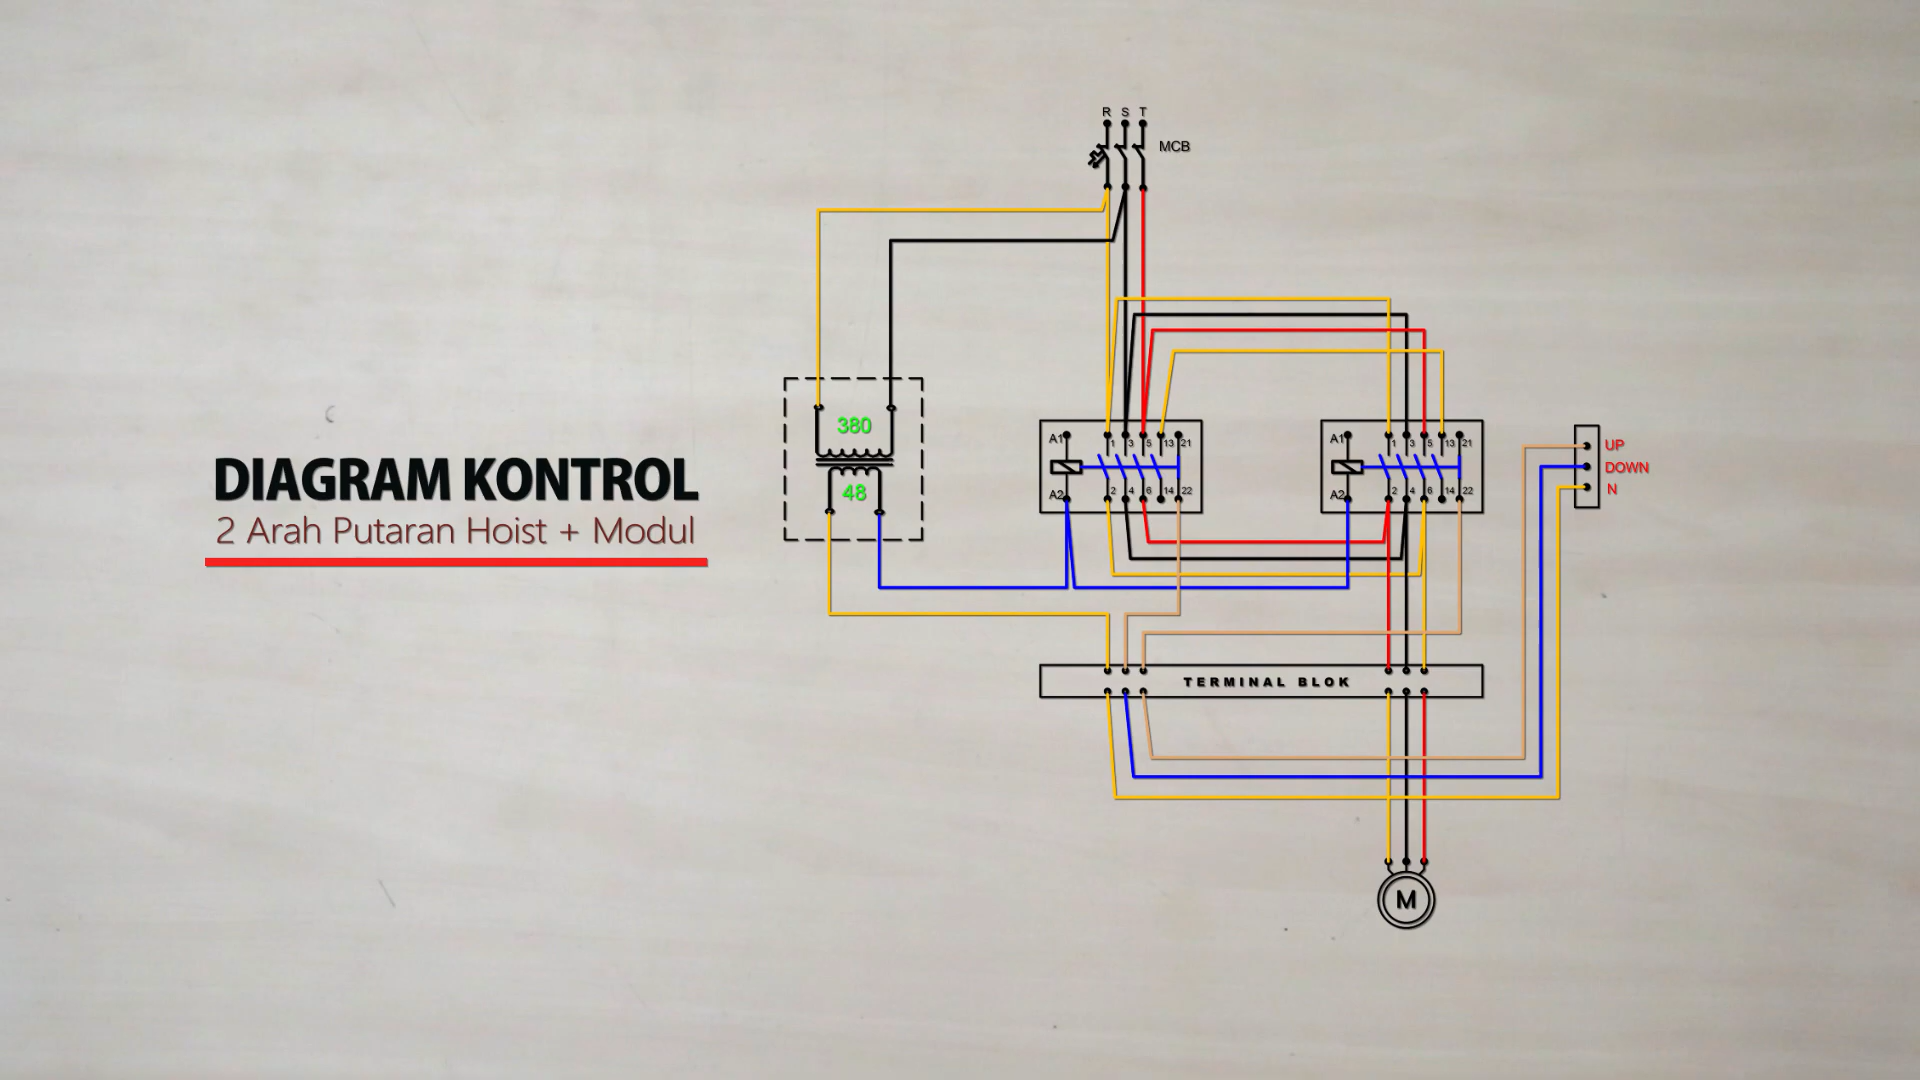 R S T
MCB
380
48
A1 1 3 5 13 21
A2 2 4 6 14 22
A1 1 3 5 13 21
A2 2 4 6 14 22
UP
DOWN
N
DIAGRAM KONTROL
2 Arah Putaran Hoist + Modul
TERMINAL BLOK
M